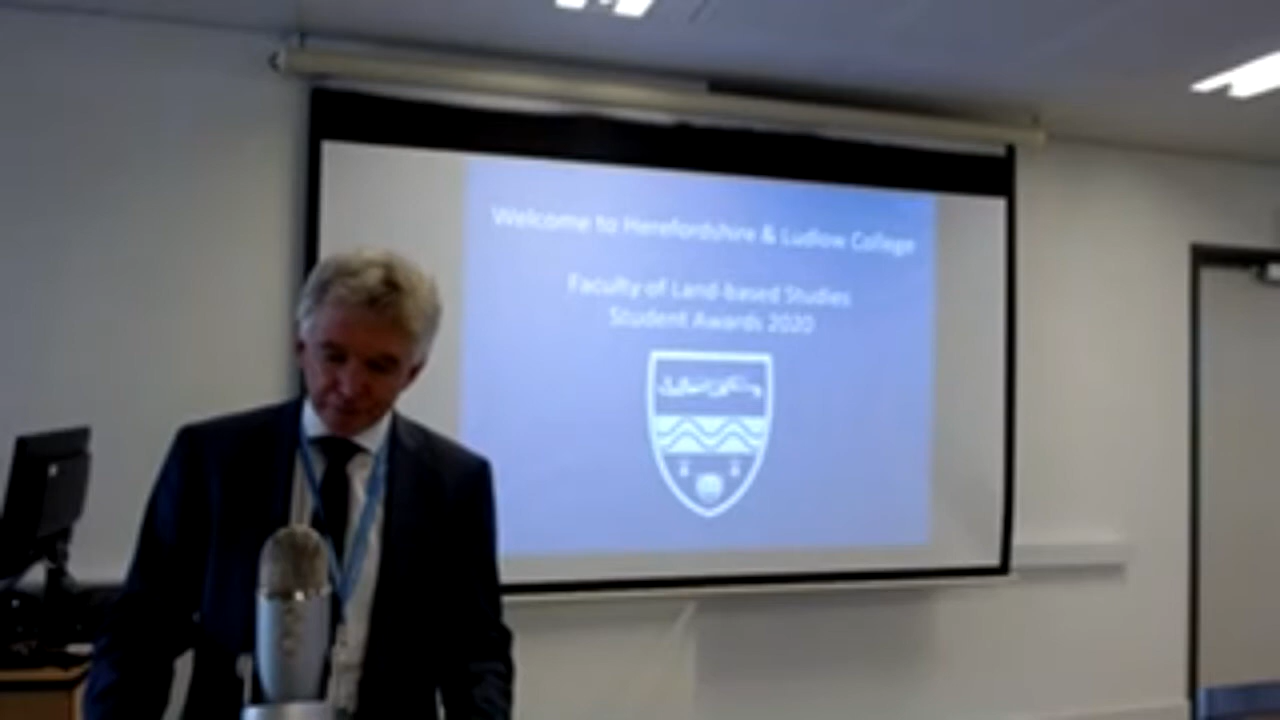 Welcome to Herefordshire & Ludlow College
Faculty of Land-based Studies
Student Awards 2020